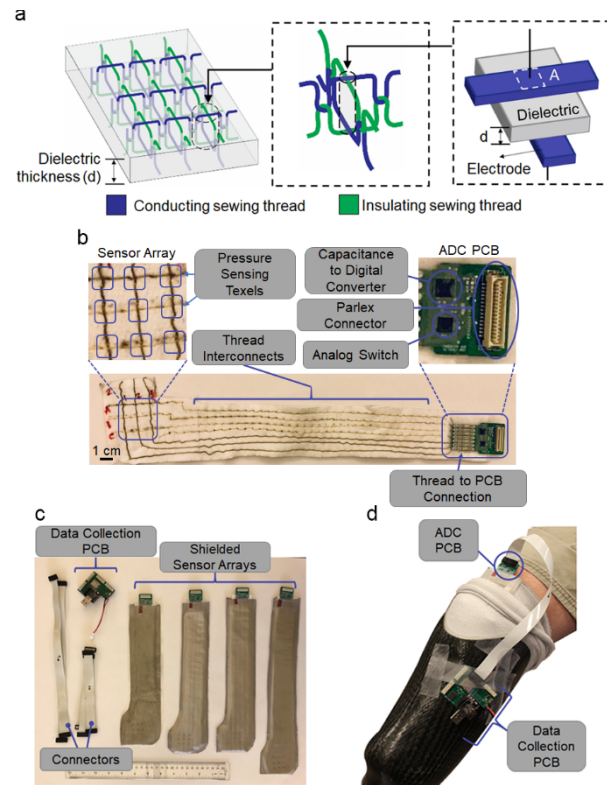 a
A
Dielectric
d
Electrode
Dielectric
thickness (d)
Conducting sewing thread
Insulating sewing thread
b
Sensor Array
Pressure
Sensing
Texels
Capacitance
to Digital
Converter
ADC PCB
Parlex
Connector
Thread
Interconnects
Analog Switch
1 cm
Thread to PCB
Connection
c
Data Collection
PCB
Shielded
Sensor Arrays
Connectors
d
ADC
PCB
Data
Collection
PCB